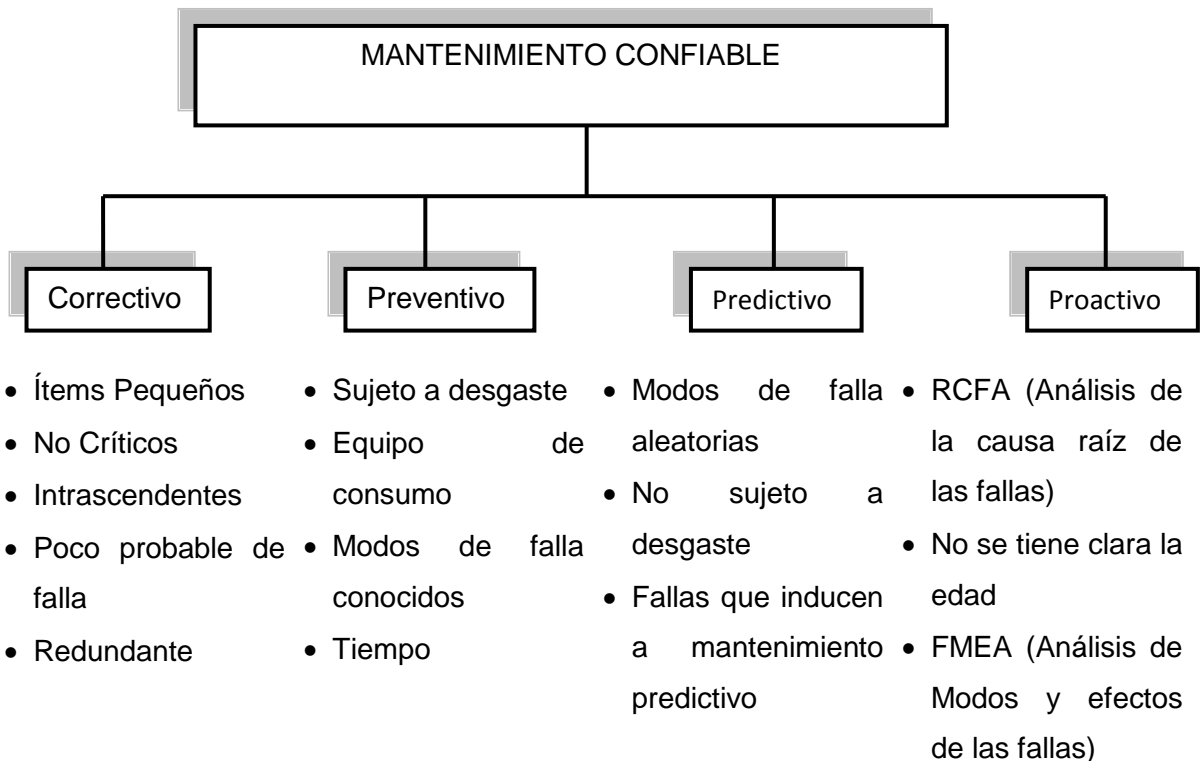 MANTENIMIENTO CONFIABLE
Correctivo
Preventivo
Predictivo
Proactivo
• Ítems Pequeños
• No Críticos
• Intrascendentes
• Poco probable de
falla
• Redundante
• Sujeto a desgaste
• Equipo de
consumo
• Modos de falla
conocidos
• Tiempo
• Modos de falla
aleatorias
• No sujeto a
desgaste
• Fallas que inducen
a mantenimiento
predictivo
• RCFA (Análisis de
la causa raíz de
las fallas)
• No se tiene clara la
edad
• FMEA (Análisis de
Modos y efectos
de las fallas)